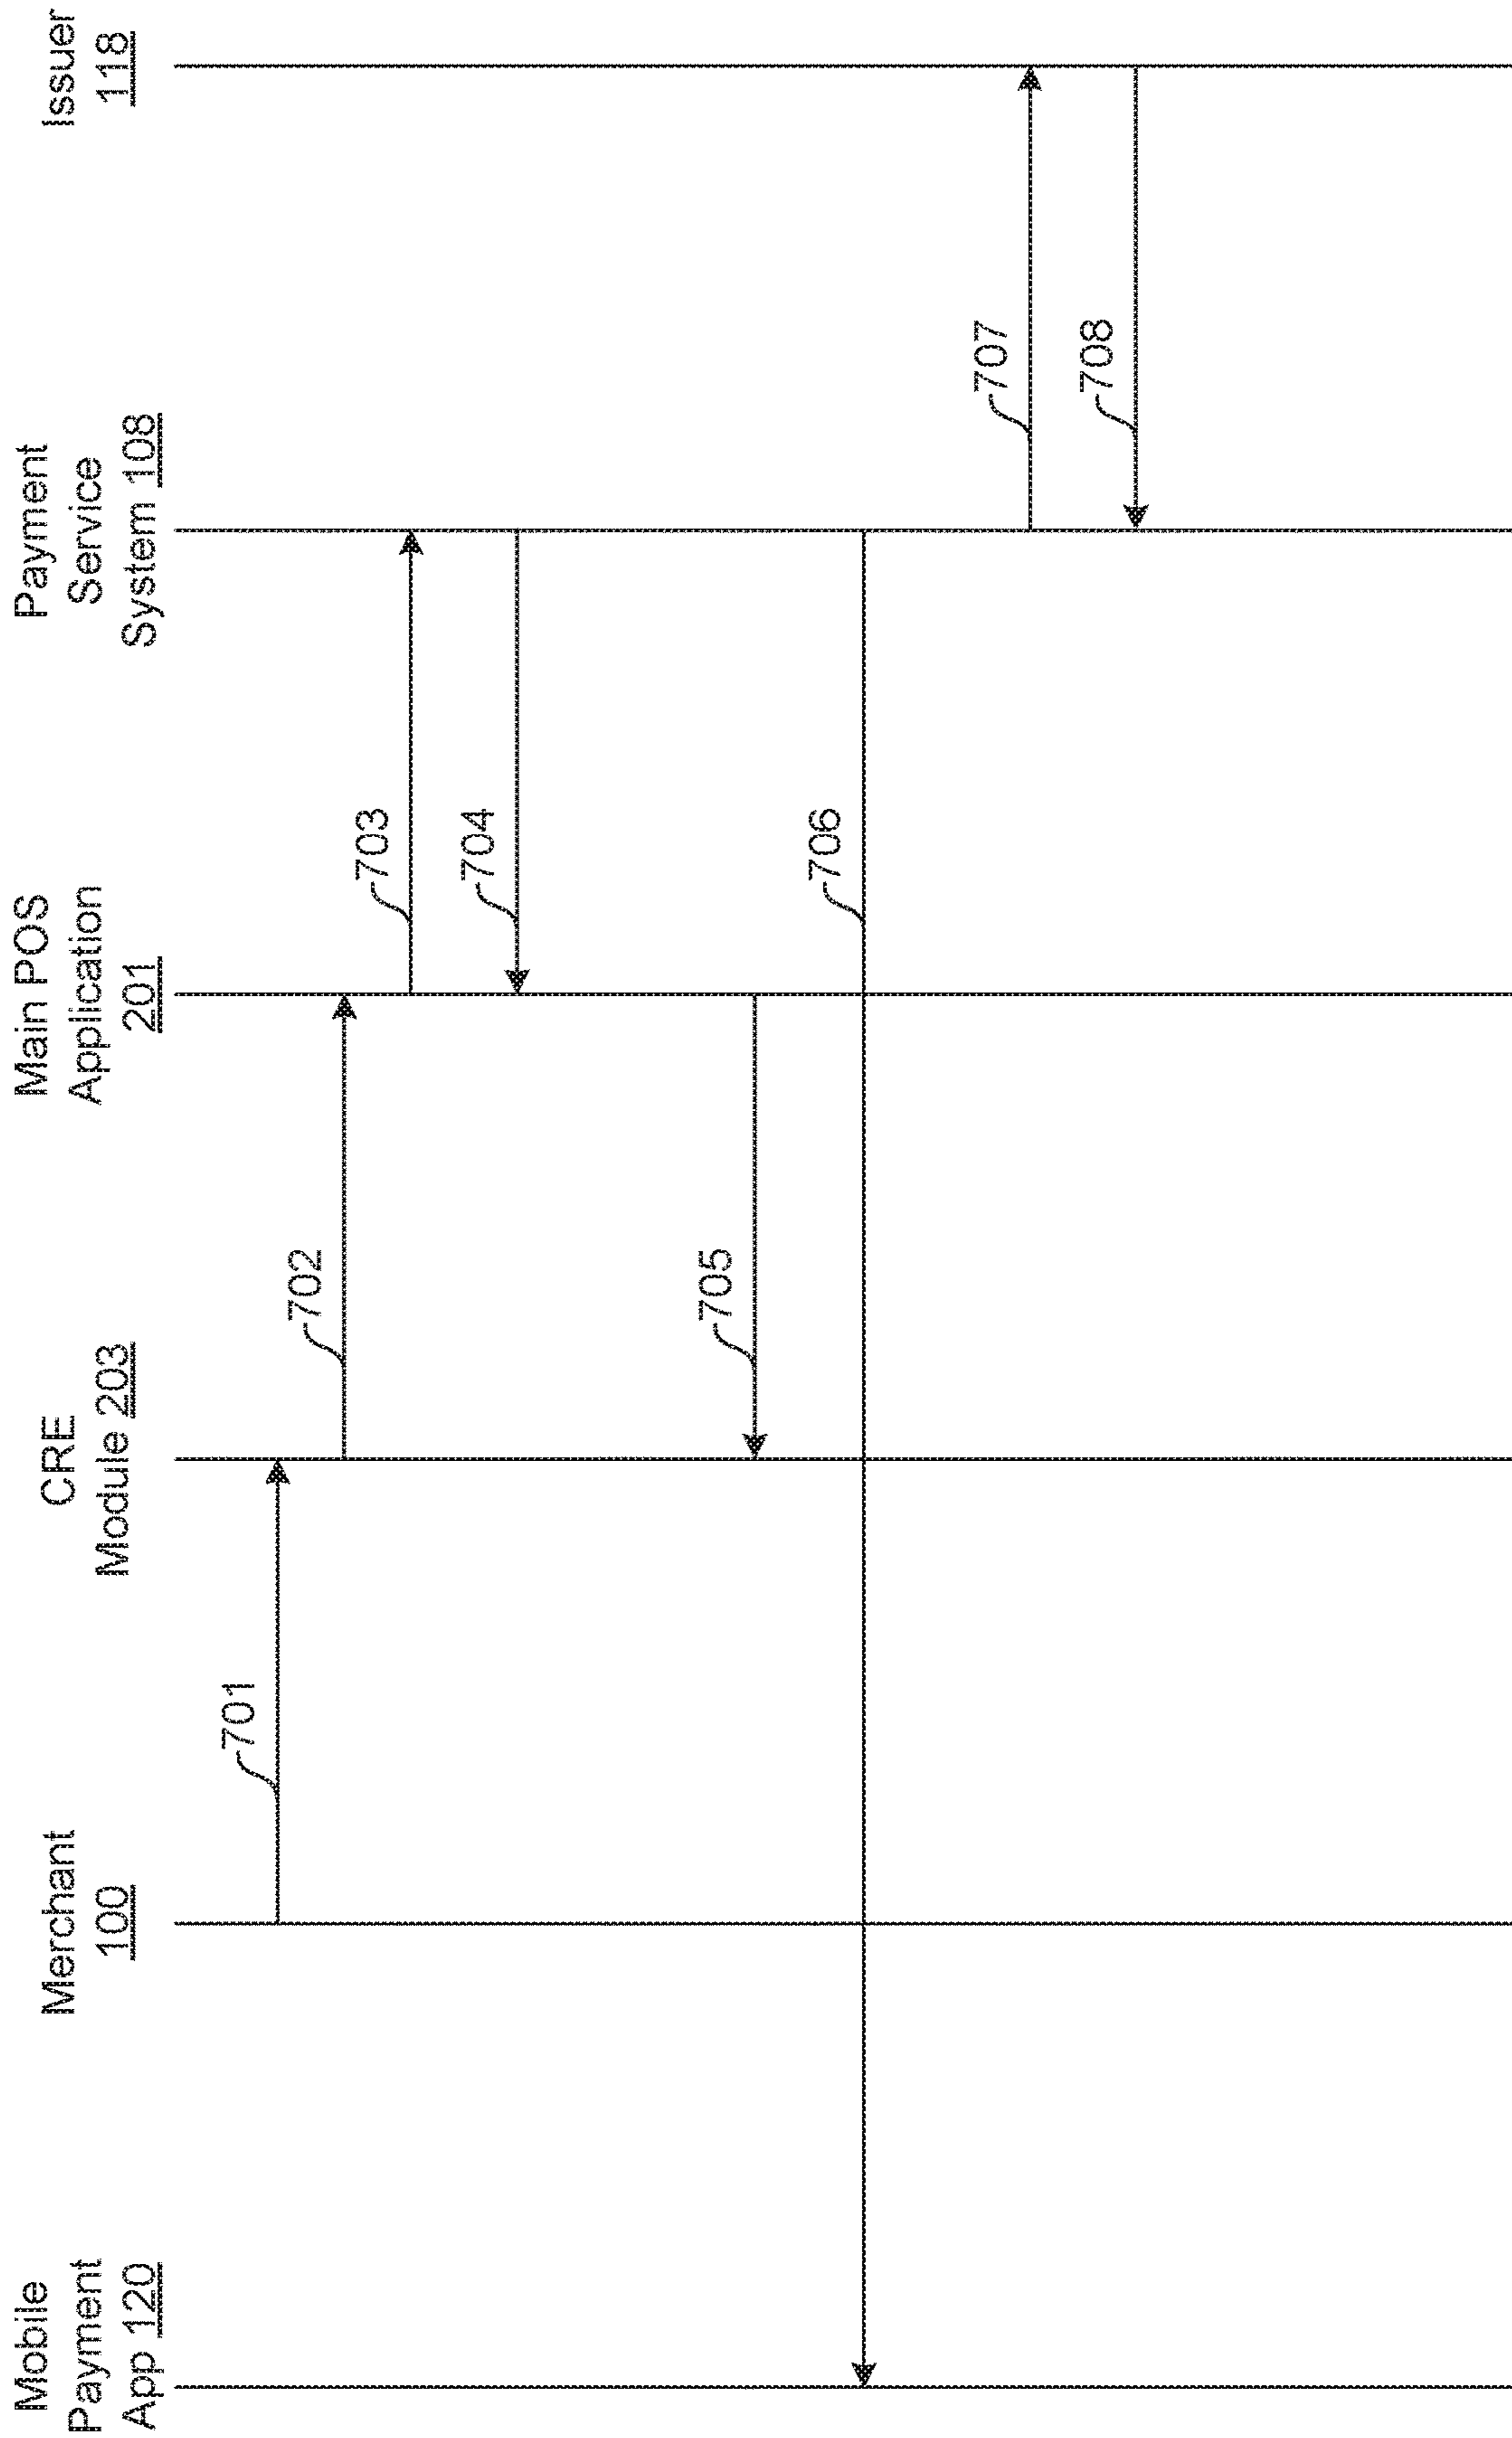 Mobile
Payment
App 120
Merchant
100
CRE
Module 203
Main POS
Application
201
Payment
Service
System 108
Issuer
118
701
702
703
704
705
706
707
708